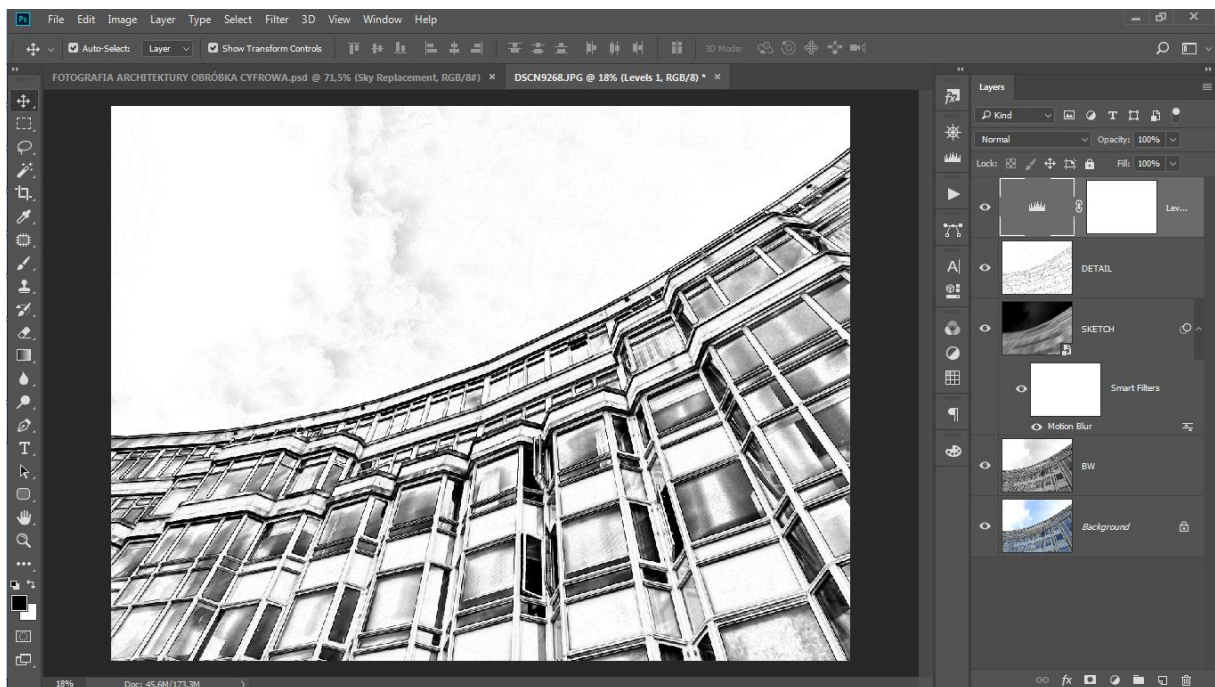 Ps File Edit Image Layer Type Select Filter 3D View Window Help
Auto-Select: Layer Show Transform Controls 3D Mode:
FOTOGRAFIA ARCHITEKTURY OBRÓBKA CYFROWA.psd @ 71,5% (Sky Replacement, RGB/8#) × DSCN9268.JPG @ 18% (Levels 1, RGB/8) * ×
Layers
Kind
Normal Opacity: 100%
Lock: Fill: 100%
Lev...
DETAIL
SKETCH
Smart Filters
Motion Blur
BW
Background
18% Doc: 45.6M/173.3M